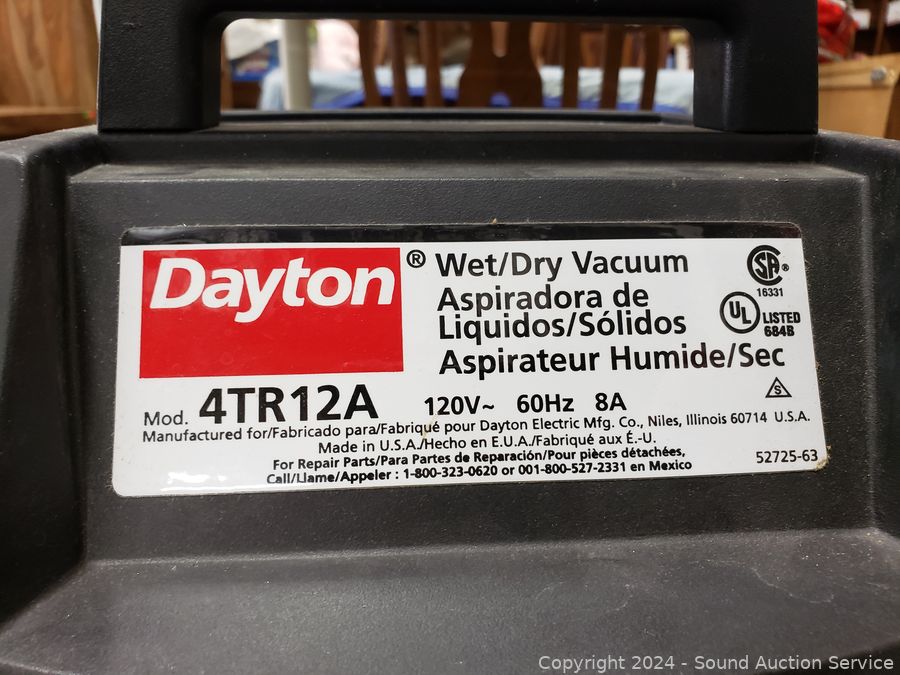 Dayton®
Wet/Dry Vacuum
Aspiradora de
Liquidos/Sólidos
Aspirateur Humide/Sec
SA®
16331
UL LISTED
684B
S
Mod. 4TR12A 120V~ 60Hz 8A
Manufactured for/Fabricado para/Fabriqué pour Dayton Electric Mfg. Co., Niles, Illinois 60714 U.S.A.
Made in U.S.A./Hecho en E.U.A./Fabriqué aux É.-U.
For Repair Parts/Para Partes de Reparación/Pour pièces détachées,
Call/Llame/Appeler : 1-800-323-0620 or 001-800-527-2331 en Mexico
52725-63
Copyright 2024 - Sound Auction Service